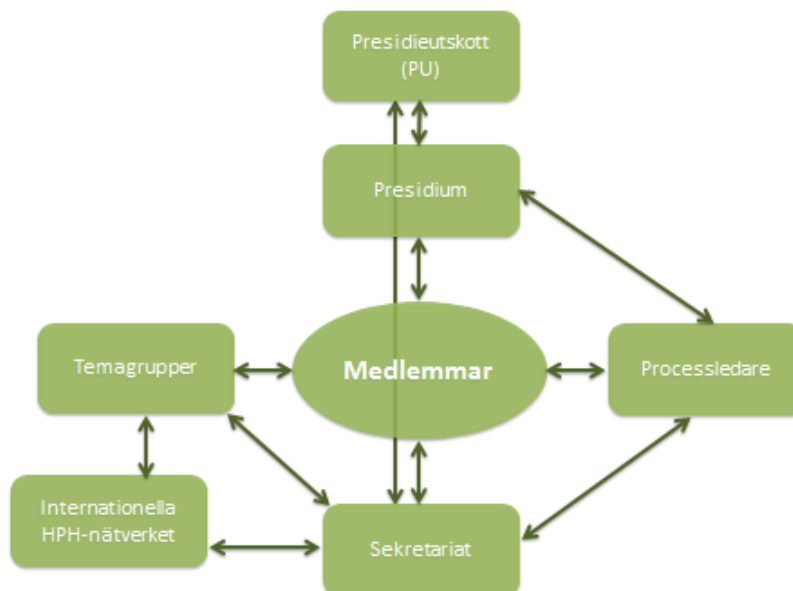 Presidieutskott
(PU)
Presidium
Temagrupper
Medlemmar
Processledare
Internationella
HPH-nätverket
Sekretariat